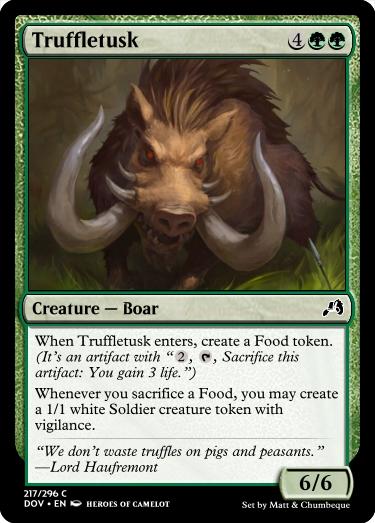 Truffletusk 4
Creature — Boar
When Truffletusk enters, create a Food token.
(It's an artifact with “2, , Sacrifice this
artifact: You gain 3 life.”)
Whenever you sacrifice a Food, you may create
a 1/1 white Soldier creature token with
vigilance.
“We don't waste truffles on pigs and peasants.”
—Lord Haufremont
6/6
217/296 C
DOV • EN HEROES OF CAMELOT
Set by Matt & Chumbeque